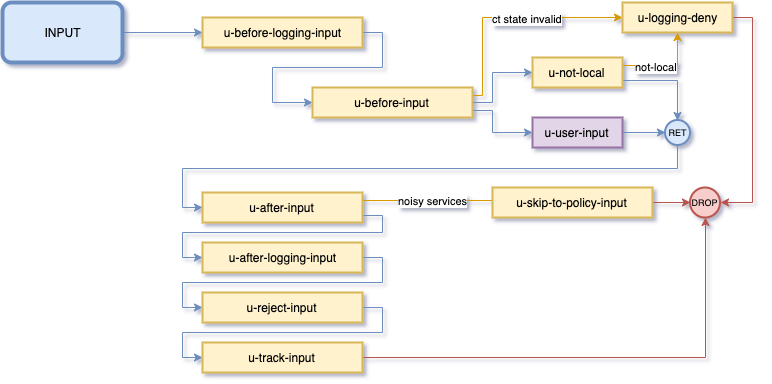 INPUT
u-before-logging-input
ct state invalid
u-logging-deny
u-before-input
u-not-local
not-local
u-user-input
RET
u-after-input
noisy services
u-skip-to-policy-input
DROP
u-after-logging-input
u-reject-input
u-track-input